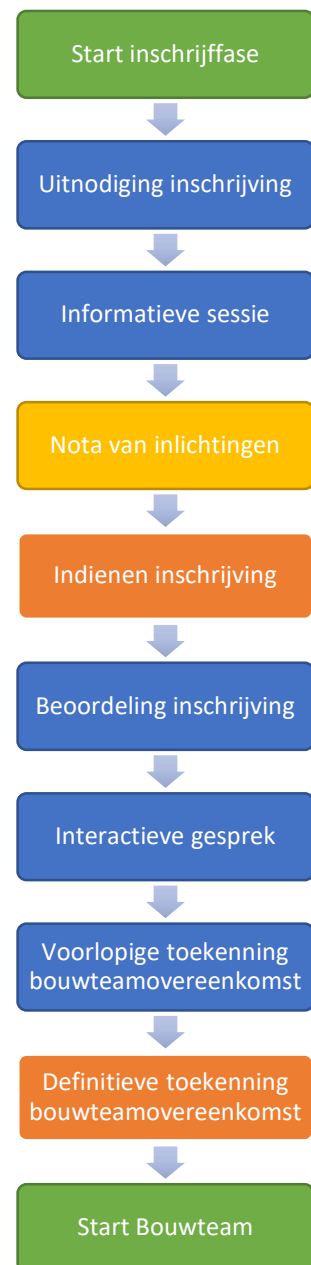 Start inschrijffase
Uitnodiging inschrijving
Informatieve sessie
Nota van inlichtingen
Indienen inschrijving
Beoordeling inschrijving
Interactieve gesprek
Voorlopige toekenning
bouwteamovereenkomst
Definitieve toekenning
bouwteamovereenkomst
Start Bouwteam